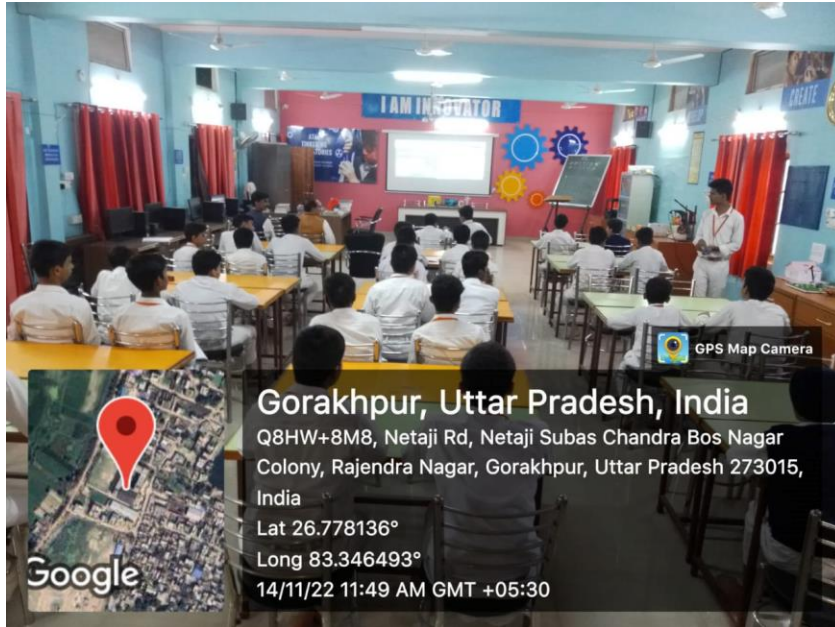 I AM INNOVATOR
CREATE
GPS Map Camera
Gorakhpur, Uttar Pradesh, India
Q8HW+8M8, Netaji Rd, Netaji Subas Chandra Bos Nagar
Colony, Rajendra Nagar, Gorakhpur, Uttar Pradesh 273015,
India
Lat 26.778136°
Long 83.346493°
14/11/22 11:49 AM GMT +05:30
Google